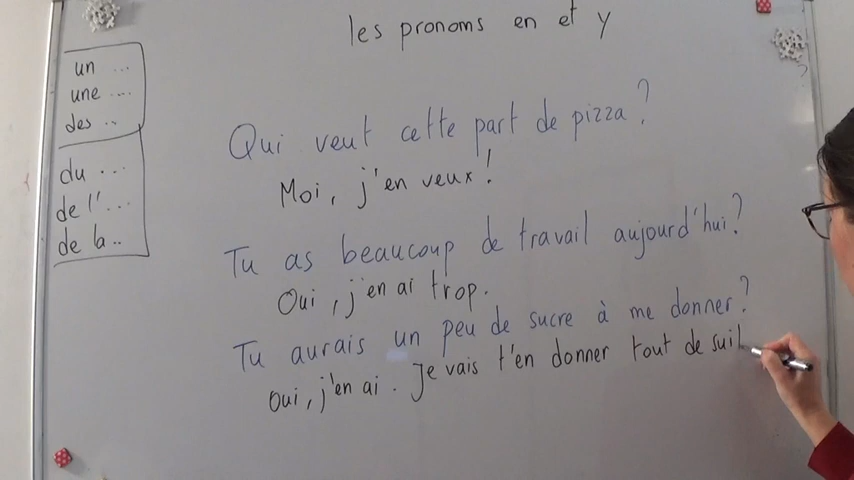 les pronoms en et y
un ...
une ....
des ..
du ...
de l'...
de la..
Qui veut cette part de pizza ?
Moi, j'en veux !
Tu as beaucoup de travail aujourd'hui ?
Oui, j'en ai trop.
Tu aurais un peu de sucre à me donner ?
Oui, j'en ai. Je vais t'en donner tout de suit